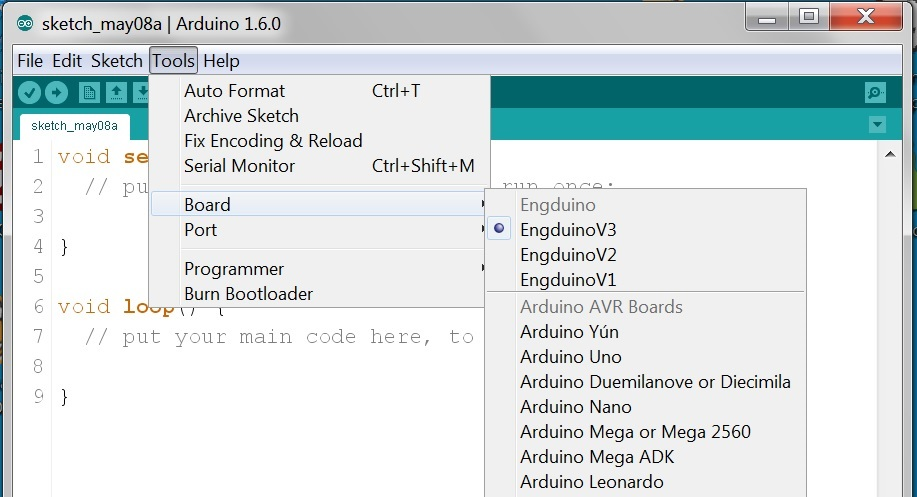 sketch_may08a | Arduino 1.6.0
File Edit Sketch Tools Help
sketch_may08a
Auto Format Ctrl+T
Archive Sketch
Fix Encoding & Reload
Serial Monitor Ctrl+Shift+M
Board
Port
Programmer
Burn Bootloader
Engduino
EngduinoV3
EngduinoV2
EngduinoV1
Arduino AVR Boards
Arduino Yún
Arduino Uno
Arduino Duemilanove or Diecimila
Arduino Nano
Arduino Mega or Mega 2560
Arduino Mega ADK
Arduino Leonardo
1 void se
2 // pu run once:
3
4 }
5
6 void loop() {
7 // put your main code here, to
8
9 }